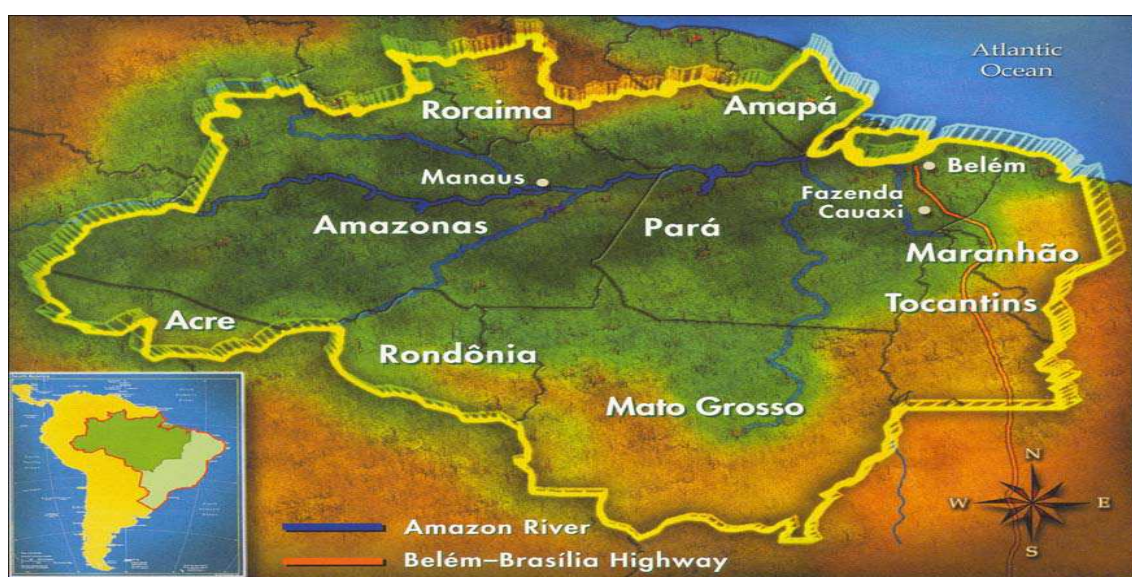 Atlantic
Ocean
Roraima
Amapá
Belém
Manaus
Fazenda
Cauaxi
Amazonas
Pará
Maranhão
Tocantins
Acre
Rondônia
Mato Grosso
N
W
E
S
Amazon River
Belém–Brasília Highway